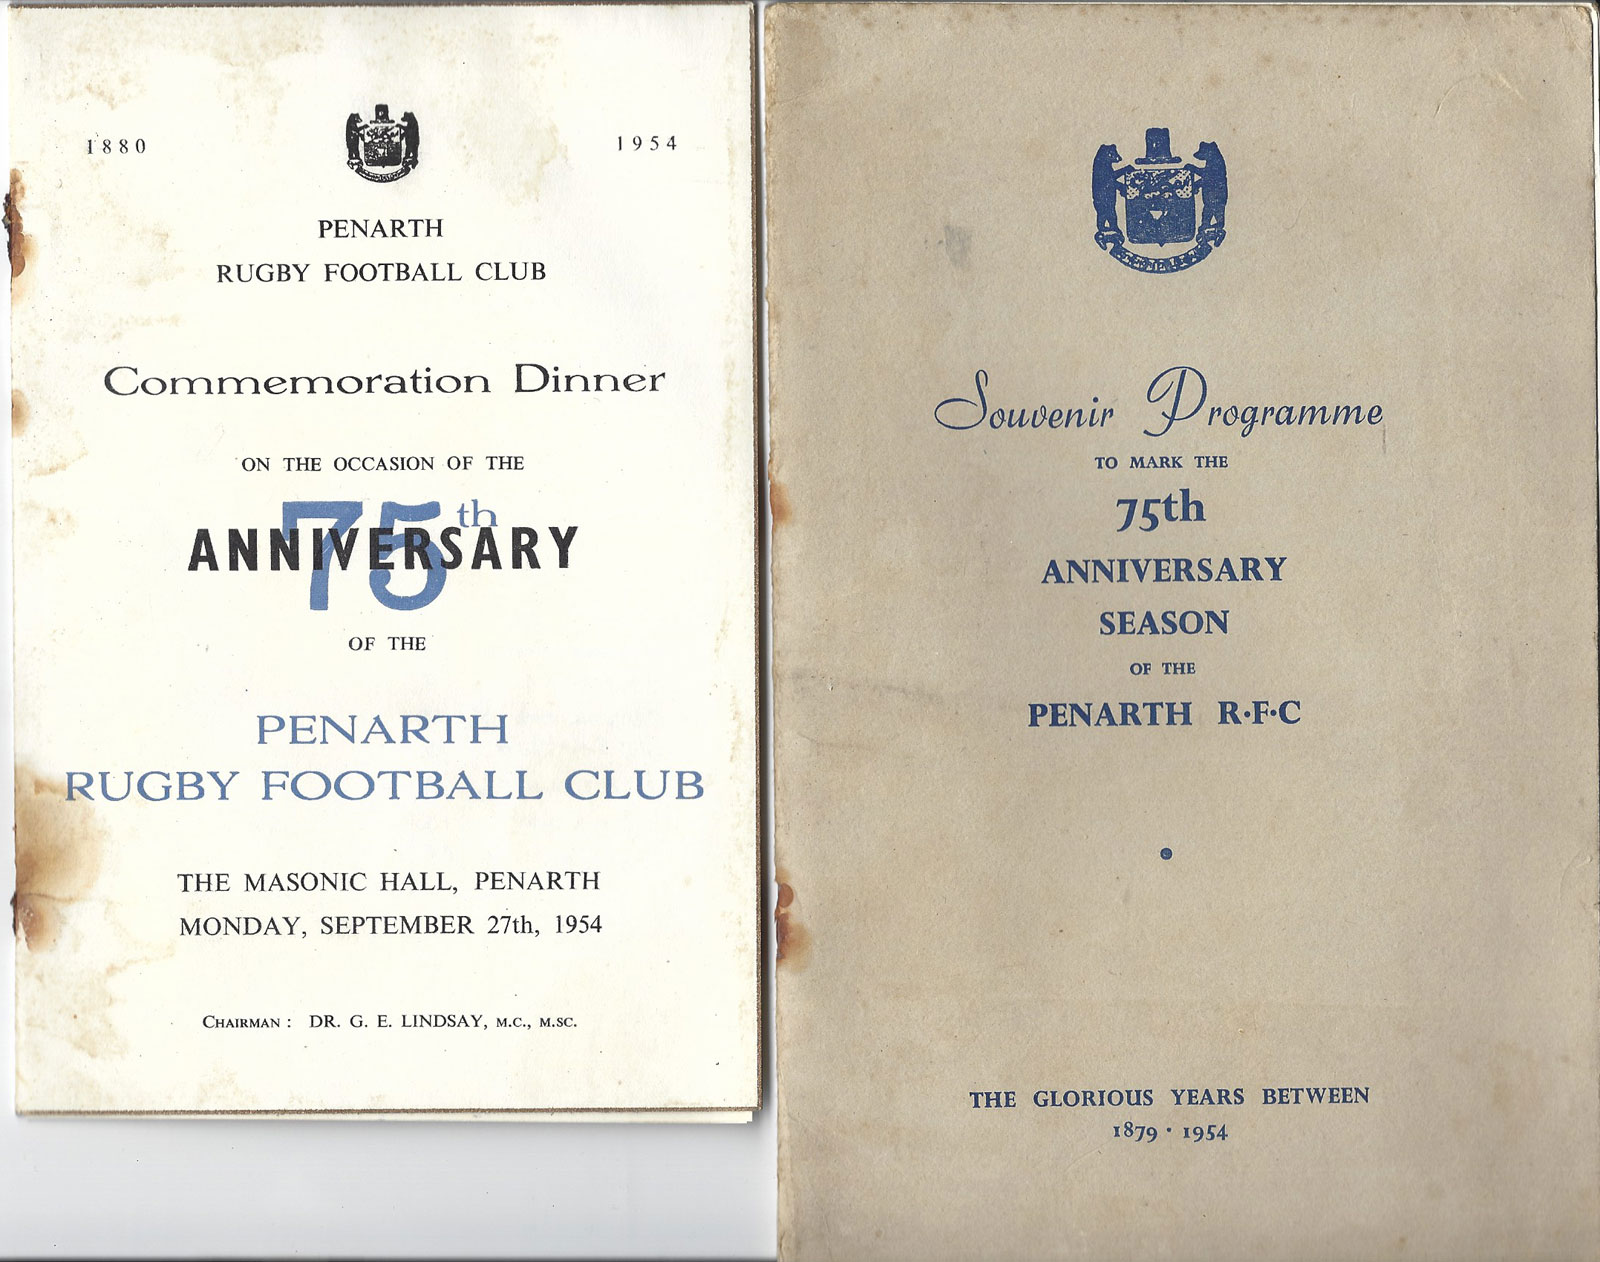 1880
1954
PENARTH
RUGBY FOOTBALL CLUB
Commemoration Dinner
ON THE OCCASION OF THE
75th
ANNIVERSARY
OF THE
PENARTH
RUGBY FOOTBALL CLUB
THE MASONIC HALL, PENARTH
MONDAY, SEPTEMBER 27th, 1954
CHAIRMAN : DR. G. E. LINDSAY, M.C., M.SC.
Souvenir Programme
TO MARK THE
75th
ANNIVERSARY
SEASON
OF THE
PENARTH R·F·C
THE GLORIOUS YEARS BETWEEN
1879 · 1954